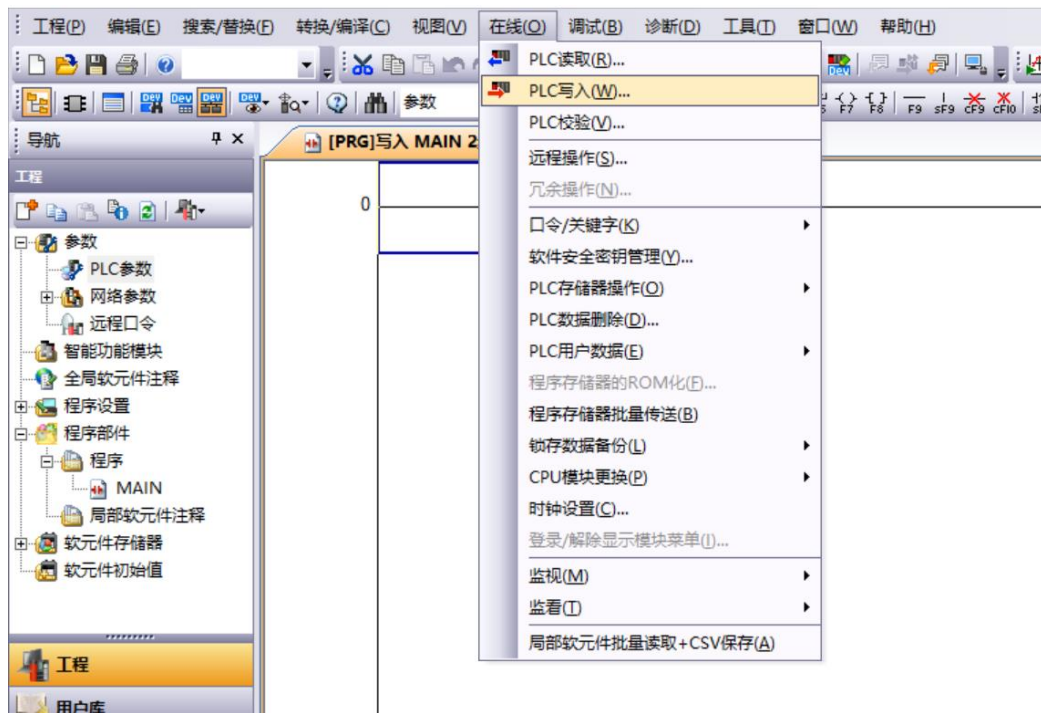 工程(P) 编辑(E) 搜索/替换(F) 转换/编译(C) 视图(V) 在线(O) 调试(B) 诊断(D) 工具(T) 窗口(W) 帮助(H)
参数
F7 F8 F9 sF9 cF9 cF10
导航
[PRG]写入 MAIN 2
工程
0
参数
PLC参数
网络参数
远程口令
智能功能模块
全局软元件注释
程序设置
程序部件
程序
MAIN
局部软元件注释
软元件存储器
软元件初始值
工程
用户库
PLC读取(R)...
PLC写入(W)...
PLC校验(V)...
远程操作(S)...
冗余操作(N)...
口令/关键字(K)
软件安全密钥管理(Y)...
PLC存储器操作(O)
PLC数据删除(D)...
PLC用户数据(E)
程序存储器的ROM化(F)...
程序存储器批量传送(B)
锁存数据备份(L)
CPU模块更换(P)
时钟设置(C)...
登录/解除显示模块菜单(I)...
监视(M)
监看(T)
局部软元件批量读取+CSV保存(A)